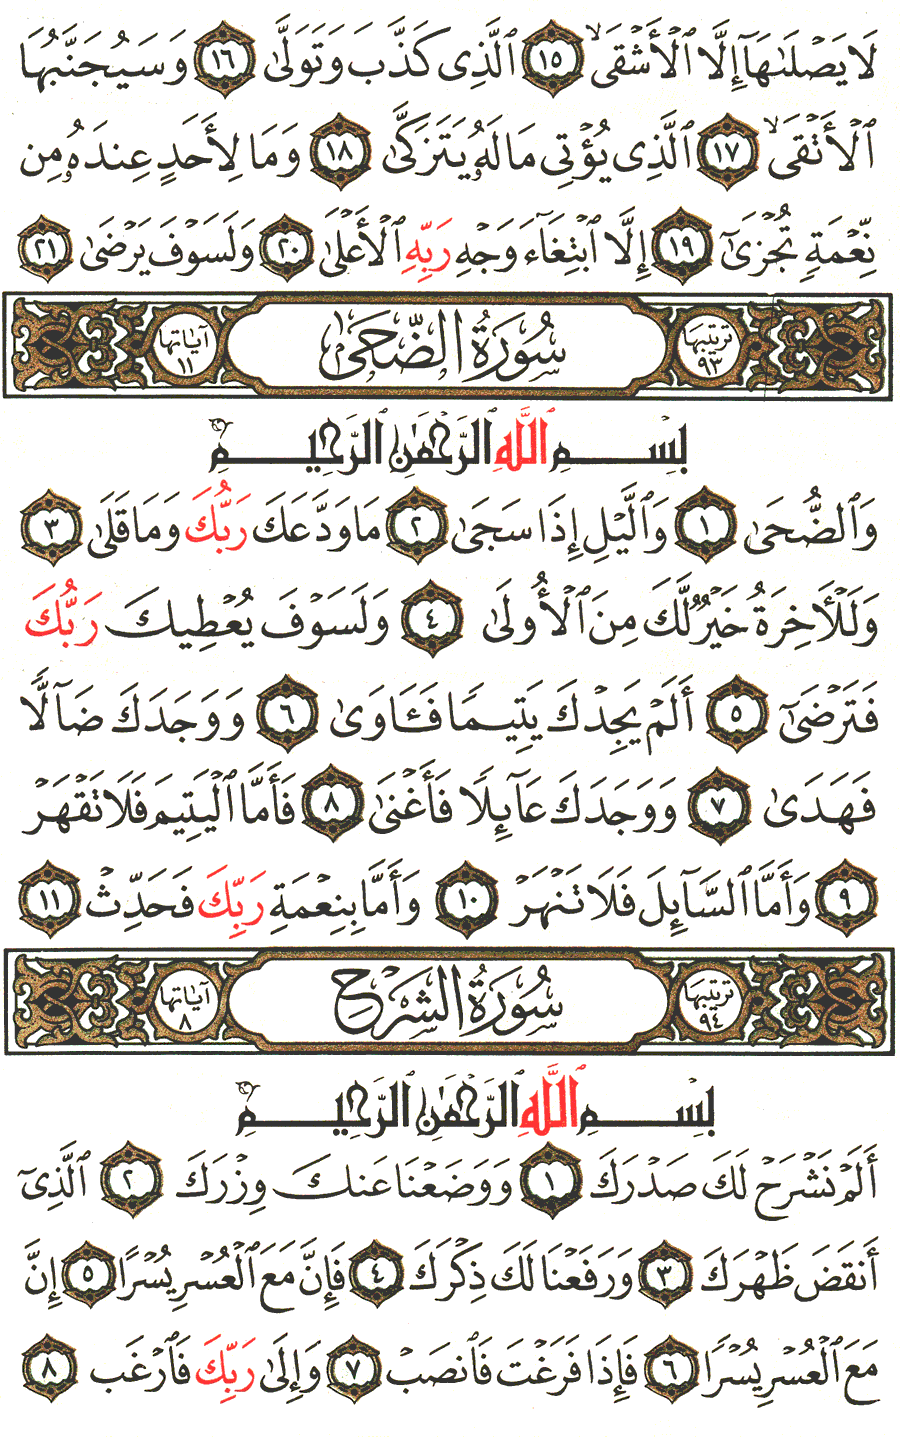 لَا يَصْلَىٰهَآ إِلَّا ٱلْأَشْقَى ١٥ ٱلَّذِى كَذَّبَ وَتَوَلَّىٰ ١٦ وَسَيُجَنَّبُهَا
ٱلْأَتْقَى ١٧ ٱلَّذِى يُؤْتِى مَالَهُۥ يَتَزَكَّىٰ ١٨ وَمَا لِأَحَدٍ عِندَهُۥ مِن
نِّعْمَةٍ تُجْزَىٰٓ ١٩ إِلَّا ٱبْتِغَآءَ وَجْهِ رَبِّهِ ٱلْأَعْلَىٰ ٢٠ وَلَسَوْفَ يَرْضَىٰ ٢١
ترتيبها ٩٣ سُورَةُ الضُّحَىٰ آياتها ١١
بِسْمِ ٱللَّهِ ٱلرَّحْمَٰنِ ٱلرَّحِيمِ
وَٱلضُّحَىٰ ١ وَٱلَّيْلِ إِذَا سَجَىٰ ٢ مَا وَدَّعَكَ رَبُّكَ وَمَا قَلَىٰ ٣
وَلَلْـَٔاخِرَةُ خَيْرٌ لَّكَ مِنَ ٱلْأُولَىٰ ٤ وَلَسَوْفَ يُعْطِيكَ رَبُّكَ
فَتَرْضَىٰٓ ٥ أَلَمْ يَجِدْكَ يَتِيمًا فَـَٔاوَىٰ ٦ وَوَجَدَكَ ضَآلًّا
فَهَدَىٰ ٧ وَوَجَدَكَ عَآئِلًا فَأَغْنَىٰ ٨ فَأَمَّا ٱلْيَتِيمَ فَلَا تَقْهَرْ
٩ وَأَمَّا ٱلسَّآئِلَ فَلَا تَنْهَرْ ١٠ وَأَمَّا بِنِعْمَةِ رَبِّكَ فَحَدِّثْ ١١
ترتيبها ٩٤ سُورَةُ الشَّرْحِ آياتها ٨
بِسْمِ ٱللَّهِ ٱلرَّحْمَٰنِ ٱلرَّحِيمِ
أَلَمْ نَشْرَحْ لَكَ صَدْرَكَ ١ وَوَضَعْنَا عَنكَ وِزْرَكَ ٢ ٱلَّذِىٓ
أَنقَضَ ظَهْرَكَ ٣ وَرَفَعْنَا لَكَ ذِكْرَكَ ٤ فَإِنَّ مَعَ ٱلْعُسْرِ يُسْرًا ٥ إِنَّ
مَعَ ٱلْعُسْرِ يُسْرًا ٦ فَإِذَا فَرَغْتَ فَٱنصَبْ ٧ وَإِلَىٰ رَبِّكَ فَٱرْغَب ٨